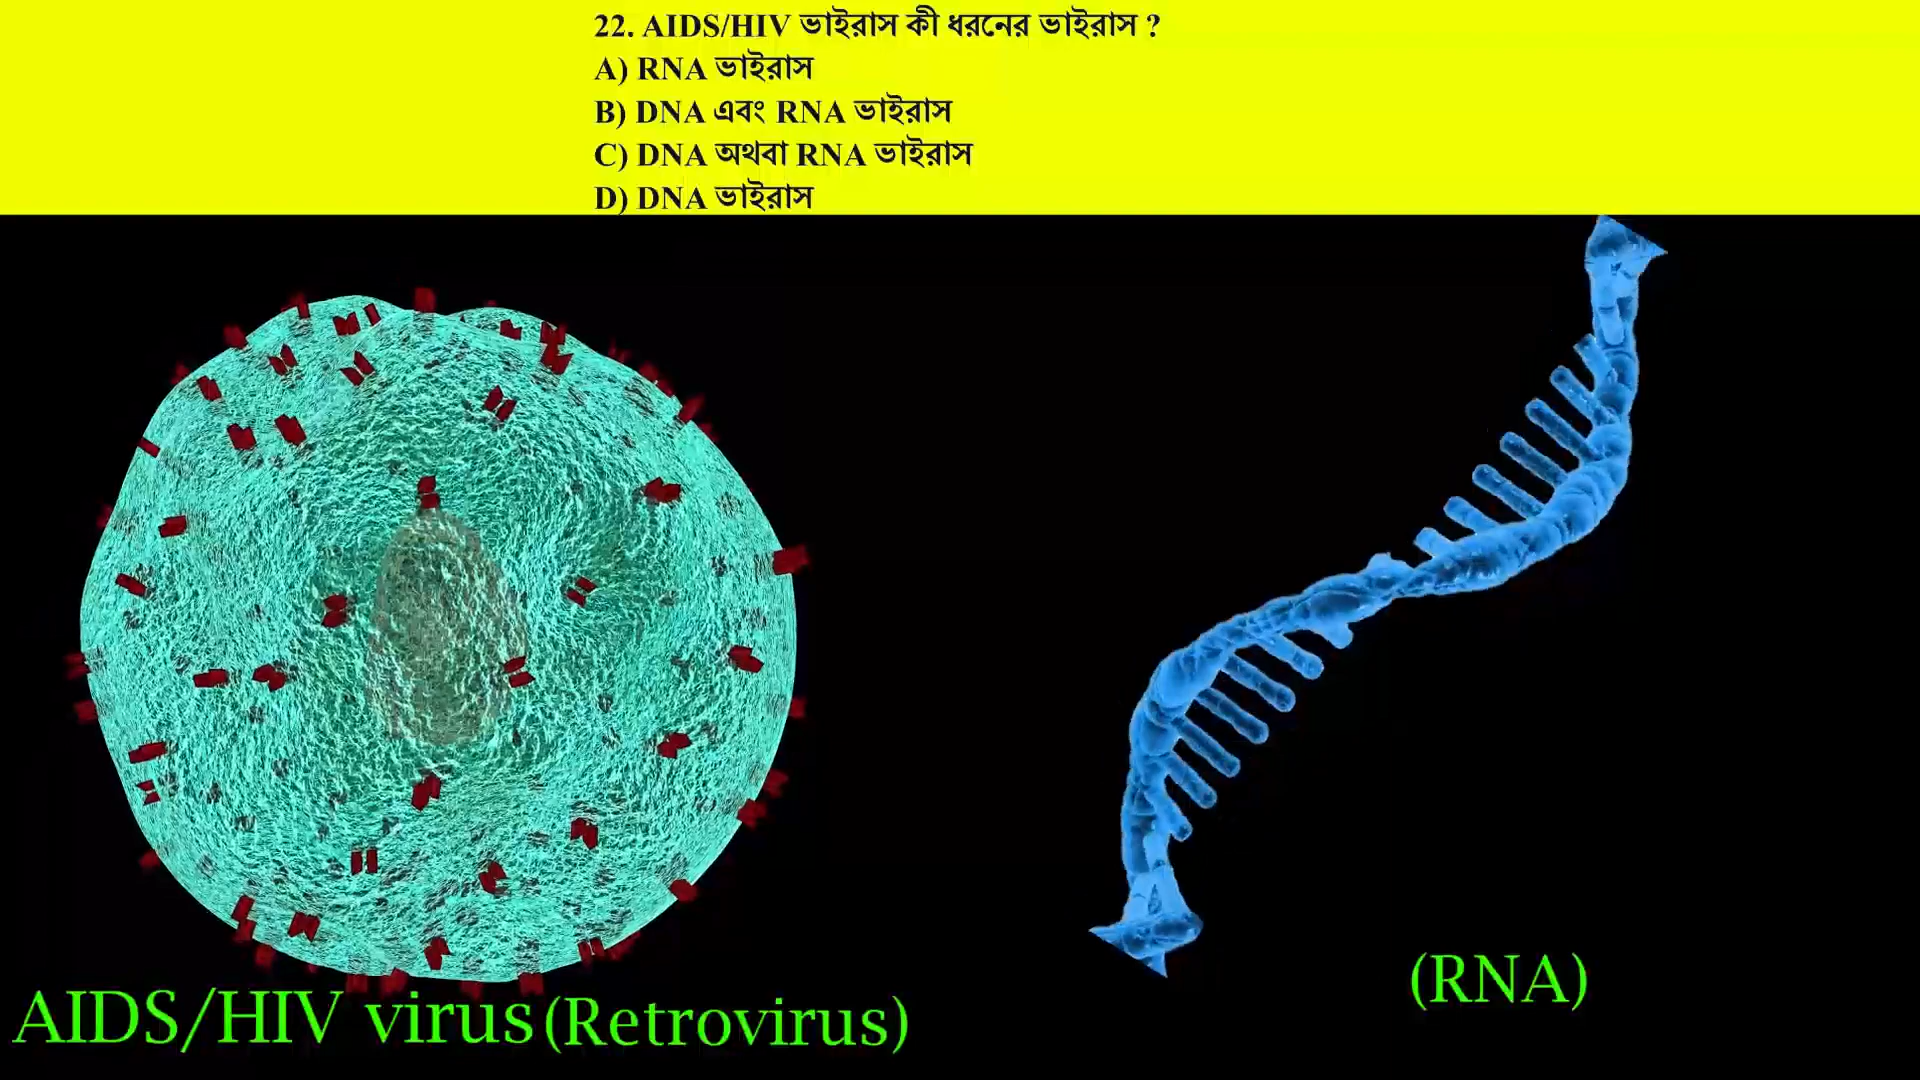 22. AIDS/HIV ভাইরাস কী ধরনের ভাইরাস ?
A) RNA ভাইরাস
B) DNA এবং RNA ভাইরাস
C) DNA অথবা RNA ভাইরাস
D) DNA ভাইরাস
(RNA)
AIDS/HIV virus (Retrovirus)